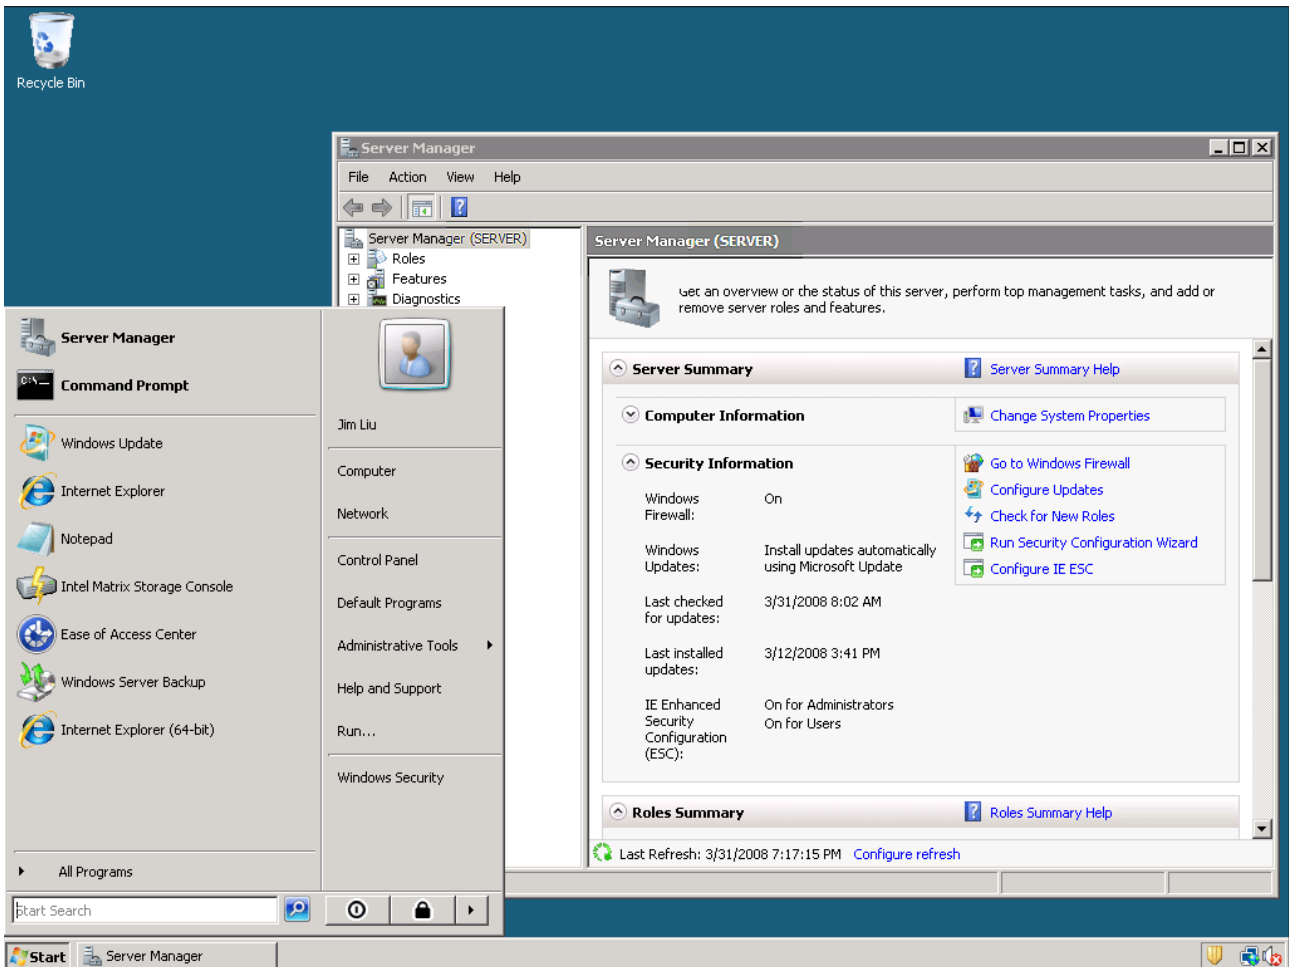 Recycle Bin
Server Manager
File Action View Help
Server Manager (SERVER)
Roles
Features
Diagnostics
Server Manager (SERVER)
Get an overview of the status of this server, perform top management tasks, and add or
remove server roles and features.
Server Summary
Server Summary Help
Computer Information
Change System Properties
Security Information
Go to Windows Firewall
Configure Updates
Check for New Roles
Run Security Configuration Wizard
Configure IE ESC
Windows
Firewall:
On
Windows
Updates:
Install updates automatically
using Microsoft Update
Last checked
for updates:
3/31/2008 8:02 AM
Last installed
updates:
3/12/2008 3:41 PM
IE Enhanced
Security
Configuration
(ESC):
On for Administrators
On for Users
Roles Summary
Roles Summary Help
Last Refresh: 3/31/2008 7:17:15 PM Configure refresh
Server Manager
C:\
Command Prompt
Windows Update
Internet Explorer
Notepad
Intel Matrix Storage Console
Ease of Access Center
Windows Server Backup
Internet Explorer (64-bit)
All Programs
Start Search
Jim Liu
Computer
Network
Control Panel
Default Programs
Administrative Tools
Help and Support
Run...
Windows Security
Start
Server Manager